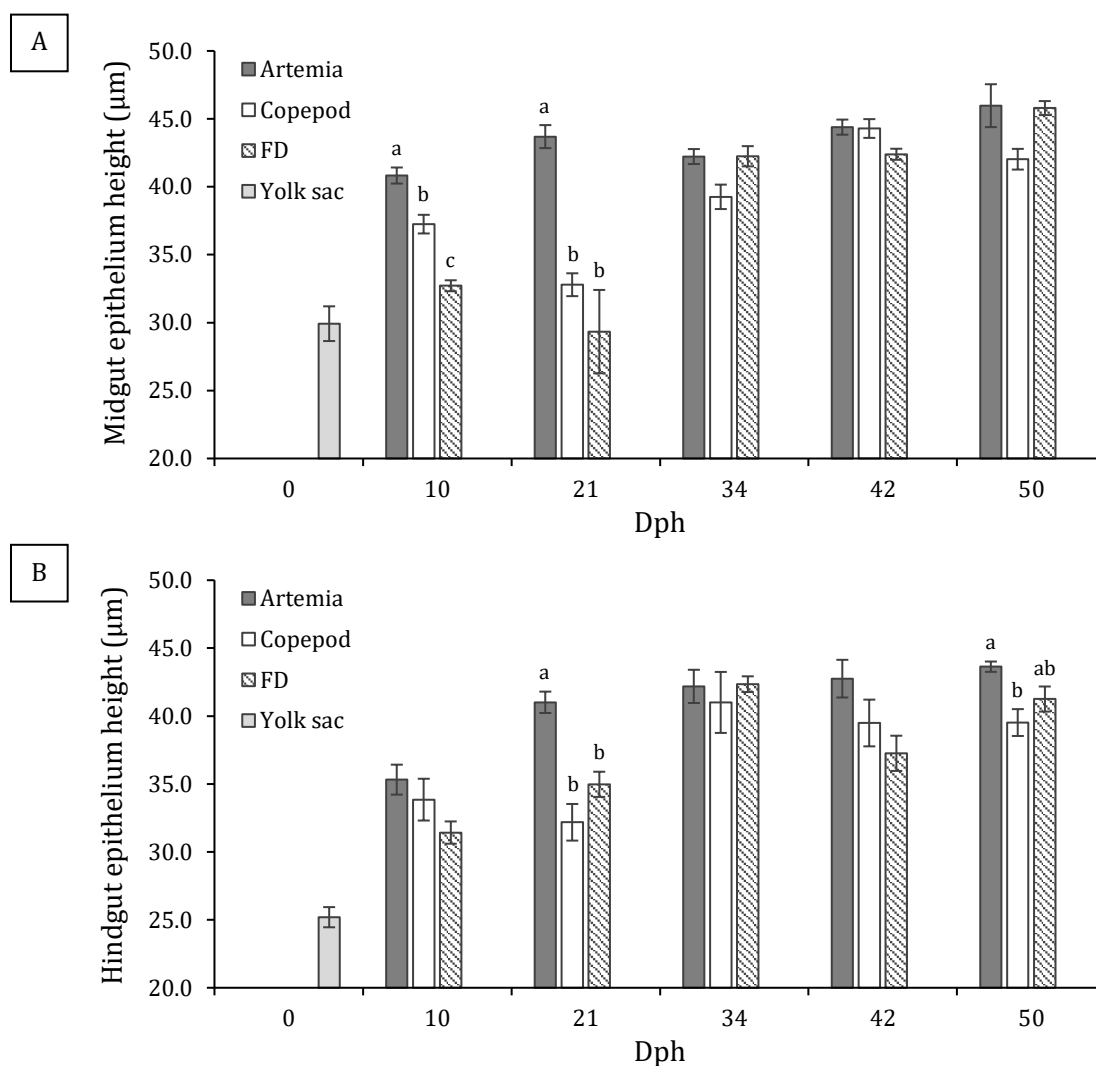 A
Midgut epithelium height (µm)
50.0
45.0
40.0
35.0
30.0
25.0
20.0
Artemia
Copepod
FD
Yolk sac
a
b
c
a
b
b
0 10 21 34 42 50
Dph
B
Hindgut epithelium height (µm)
50.0
45.0
40.0
35.0
30.0
25.0
20.0
Artemia
Copepod
FD
Yolk sac
a
b
b
a
b
ab
0 10 21 34 42 50
Dph